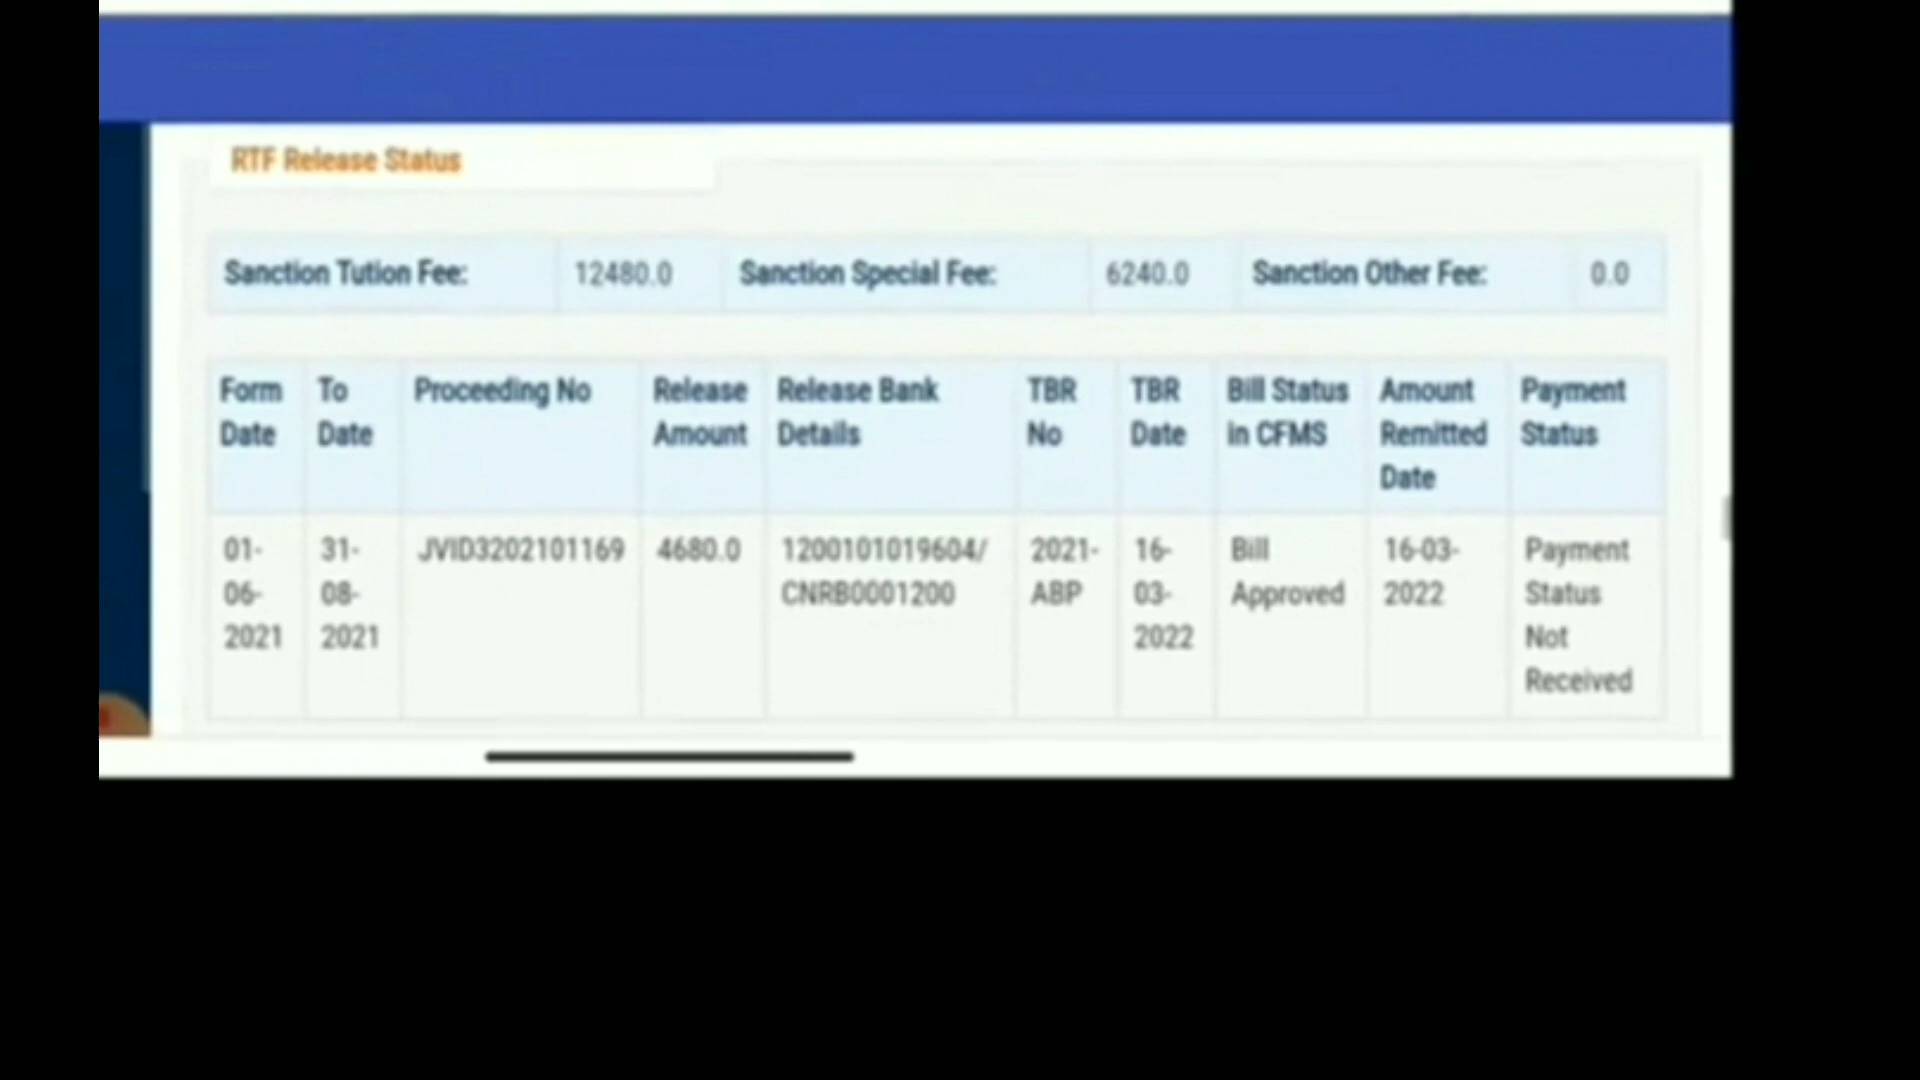 RTF Release Status
Sanction Tution Fee: 12480.0 Sanction Special Fee: 6240.0 Sanction Other Fee: 0.0
Form To Proceeding No Release Release Bank TBR TBR Bill Status Amount Payment
Date Date Amount Details No Date in CFMS Remitted Status
Date
01- 31- JVID3202101169 4680.0 1200101019604/ 2021- 16- Bill 16-03- Payment
06- 08- CNRB0001200 ABP 03- Approved 2022 Status
2021 2021 2022 Not
Received